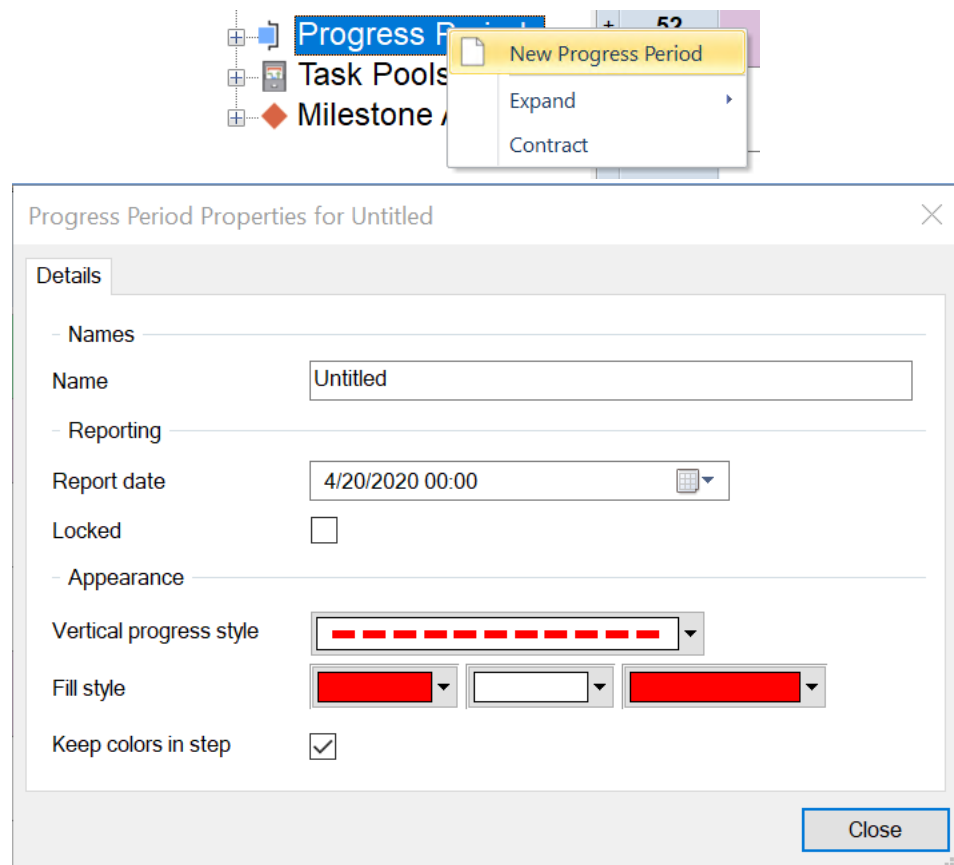 Progress P
52
New Progress Period
Task Pools
Expand
Milestone A
Contract
Progress Period Properties for Untitled
Details
Names
Name Untitled
Reporting
Report date 4/20/2020 00:00
Locked
Appearance
Vertical progress style
Fill style
Keep colors in step
Close